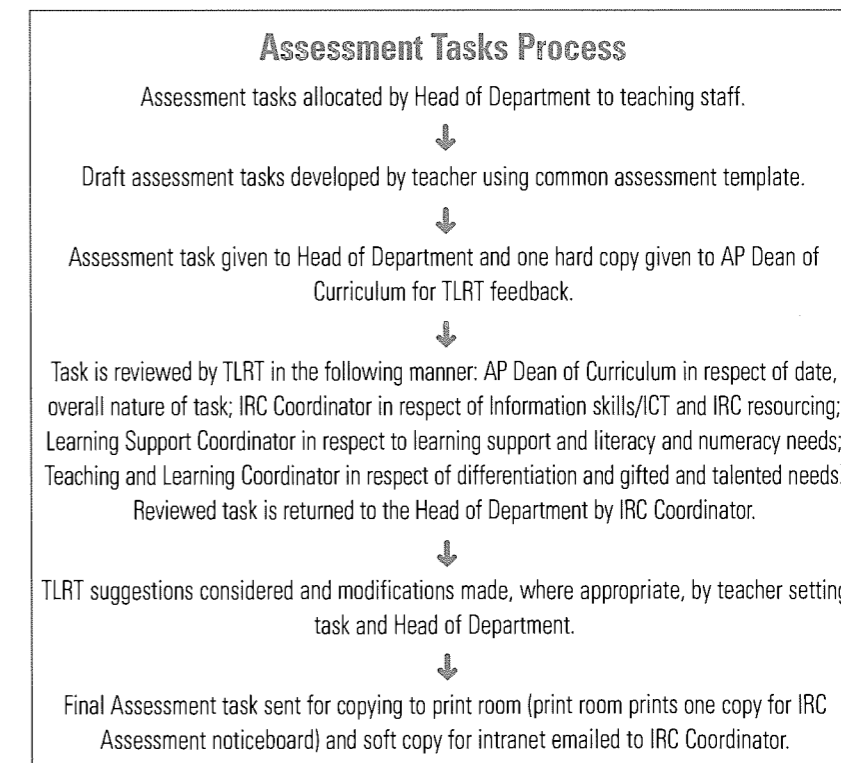 Assessment Tasks Process
Assessment tasks allocated by Head of Department to teaching staff.
Draft assessment tasks developed by teacher using common assessment template.
Assessment task given to Head of Department and one hard copy given to AP Dean of
Curriculum for TLRT feedback.
Task is reviewed by TLRT in the following manner: AP Dean of Curriculum in respect of date,
overall nature of task; IRC Coordinator in respect of Information skills/ICT and IRC resourcing;
Learning Support Coordinator in respect to learning support and literacy and numeracy needs;
Teaching and Learning Coordinator in respect of differentiation and gifted and talented needs.
Reviewed task is returned to the Head of Department by IRC Coordinator.
TLRT suggestions considered and modifications made, where appropriate, by teacher setting
task and Head of Department.
Final Assessment task sent for copying to print room (print room prints one copy for IRC
Assessment noticeboard) and soft copy for intranet emailed to IRC Coordinator.